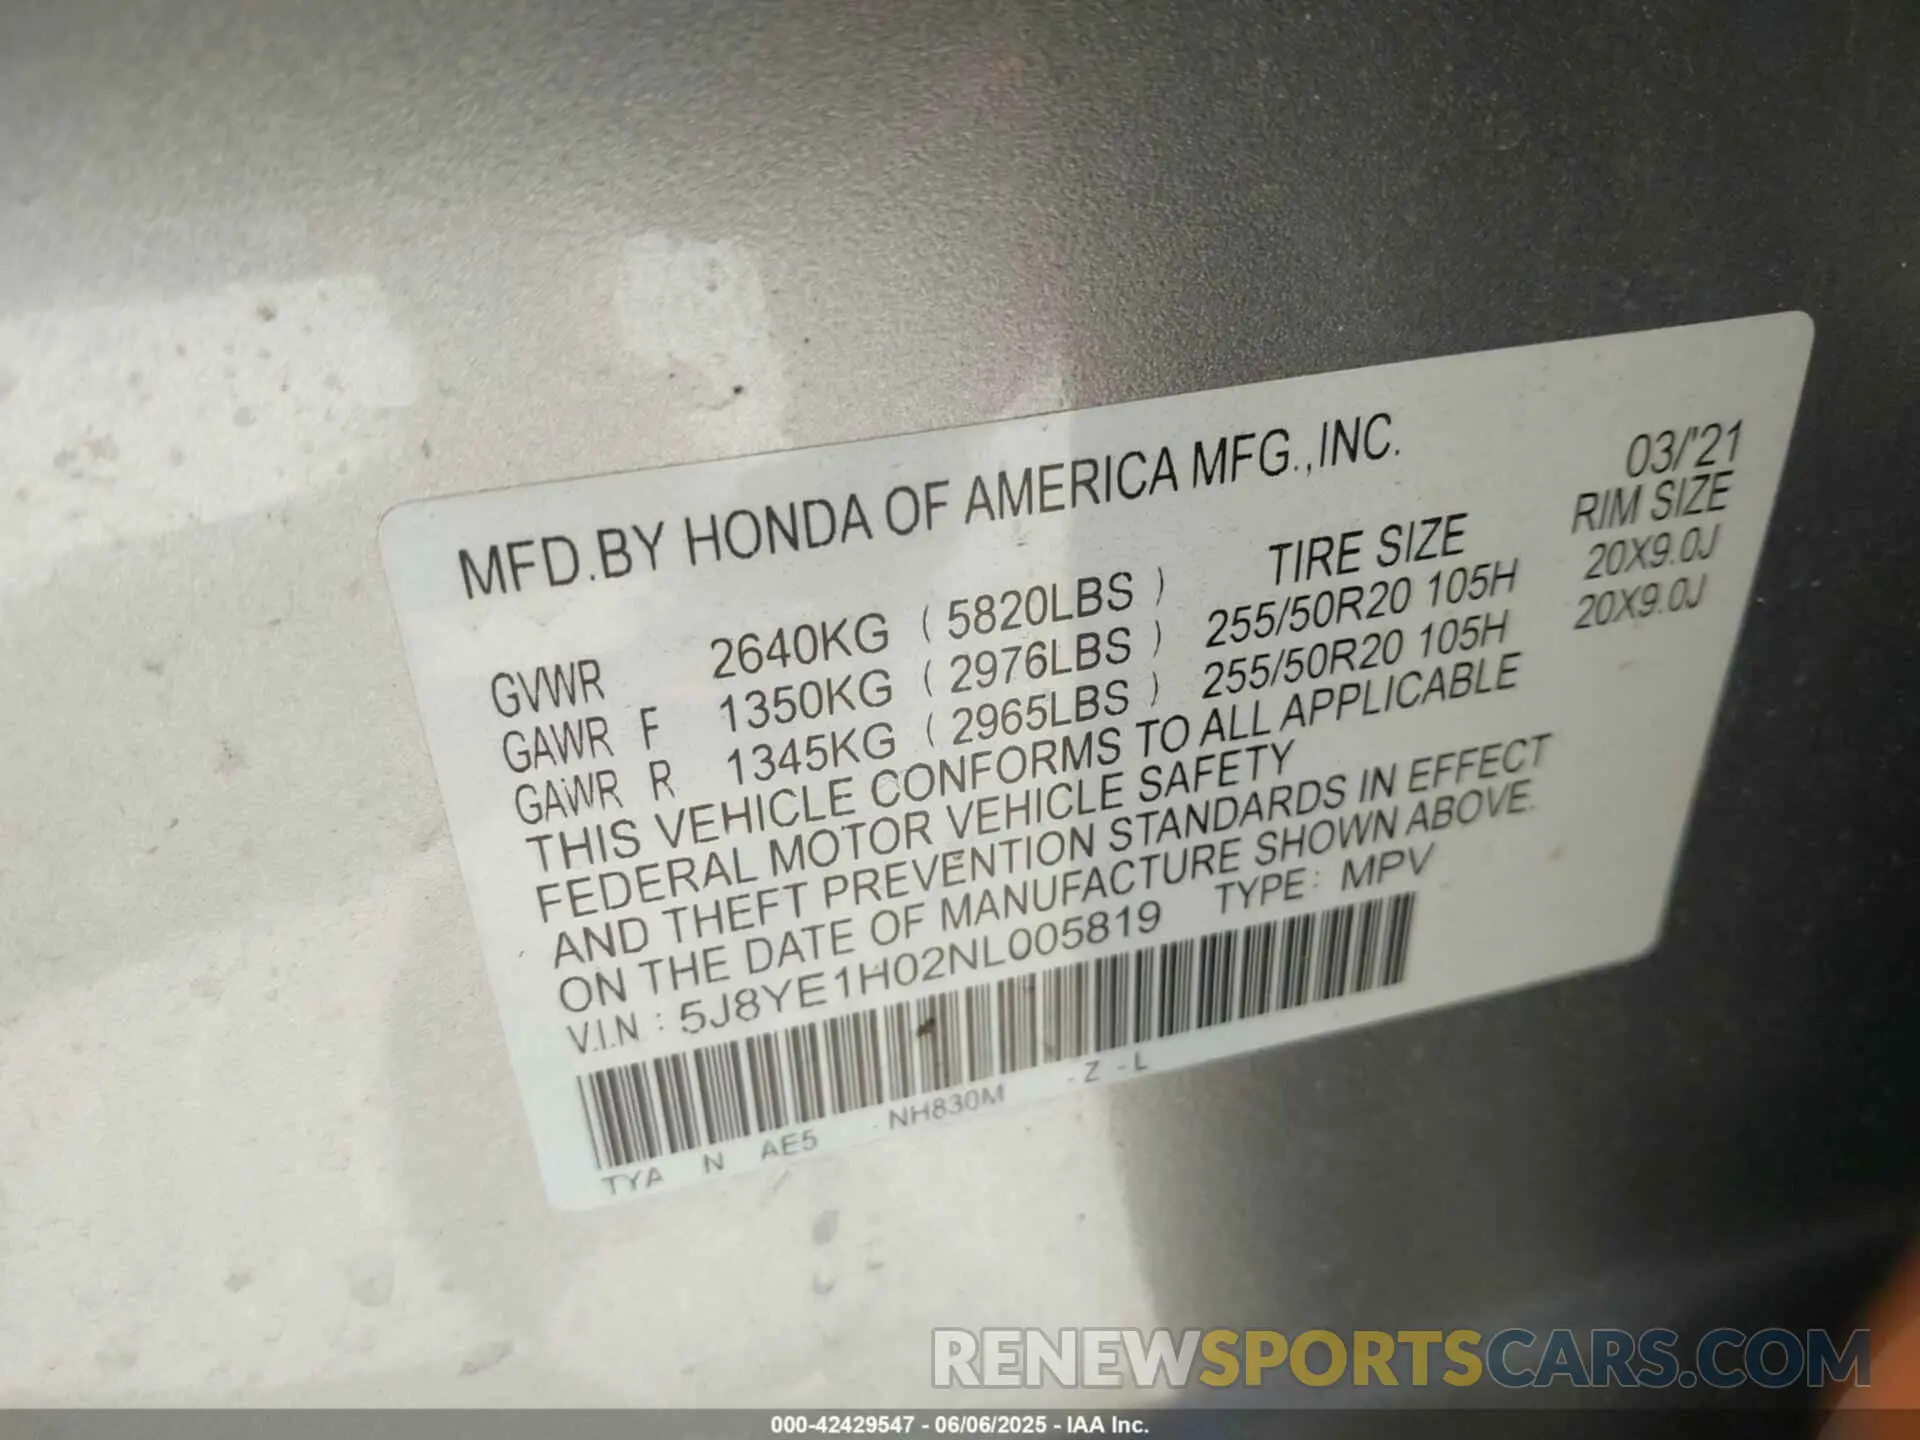 MFD.BY HONDA OF AMERICA MFG.,INC. 03/'21
TIRE SIZE RIM SIZE
GVWR 2640KG ( 5820LBS )
GAWR F 1350KG ( 2976LBS ) 255/50R20 105H 20X9.0J
GAWR R 1345KG ( 2965LBS ) 255/50R20 105H 20X9.0J
THIS VEHICLE CONFORMS TO ALL APPLICABLE
FEDERAL MOTOR VEHICLE SAFETY
AND THEFT PREVENTION STANDARDS IN EFFECT
ON THE DATE OF MANUFACTURE SHOWN ABOVE.
V.I.N : 5J8YE1H02NL005819 TYPE: MPV
TYA N AE5 NH830M -Z -L
RENEWSPORTSCARS.COM
000-42429547 - 06/06/2025 - IAA Inc.